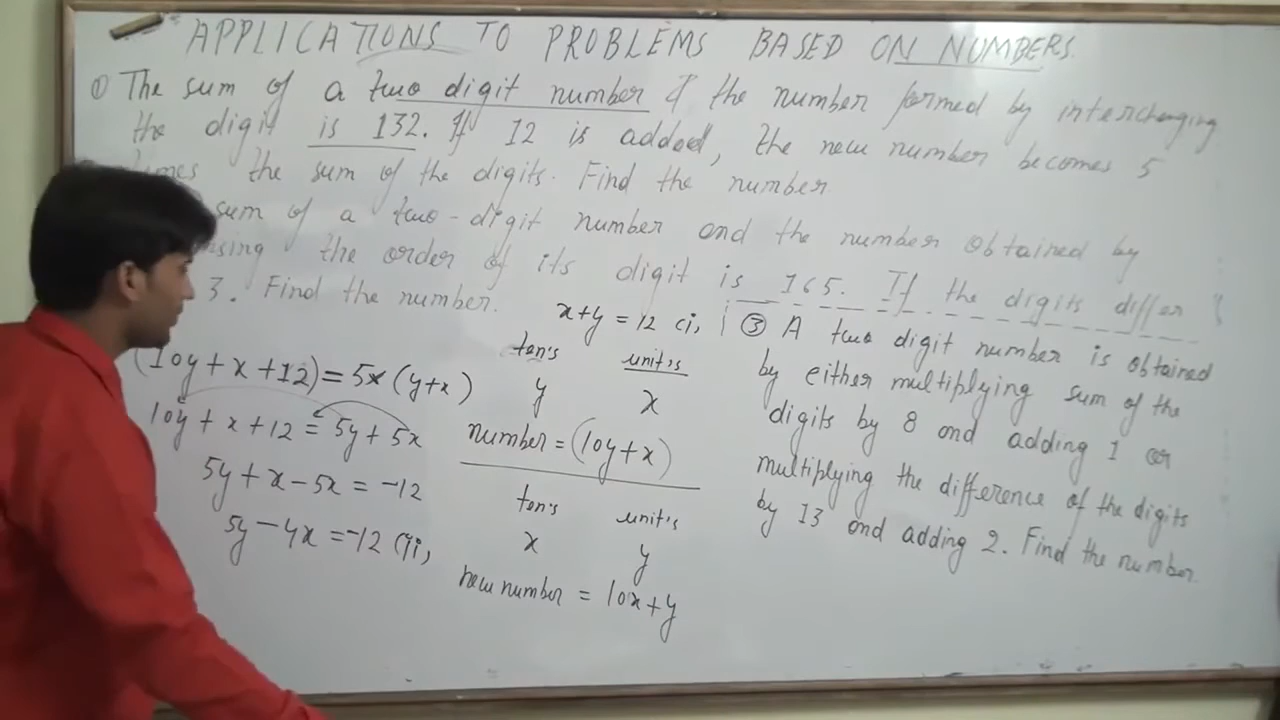 APPLICATIONS TO PROBLEMS BASED ON NUMBERS.
① The sum of a two digit number & the number formed by interchanging
the digit is 132. If 12 is added, the new number becomes 5
the sum of the digits. Find the number
sum of a two-digit number and the number obtained by
the order of its digit is 165. If the digits differ
3. Find the number.
x+y = 12 (i)
ten's unit's
y x
number = (10y+x)
ten's unit's
x y
new number = 10x+y
(10y+x+12) = 5x(y+x)
10y+x+12 = 5y+5x
5y+x-5x = -12
5y-4x = -12 (ii)
③ A two digit number is obtained
by either multiplying sum of the
digits by 8 and adding 1 or
multiplying the difference of the digits
by 13 and adding 2. Find the number.